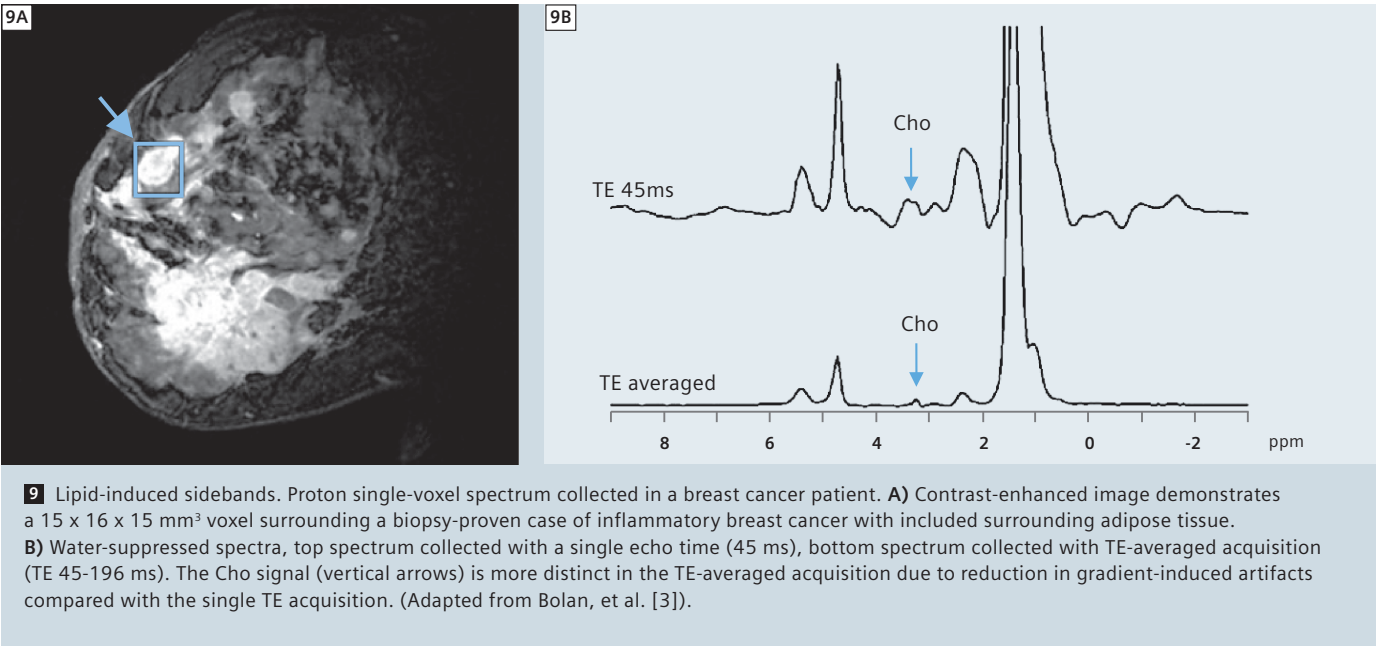 9A
9B
Cho
TE 45ms
Cho
TE averaged
8 6 4 2 0 -2 ppm
9 Lipid-induced sidebands. Proton single-voxel spectrum collected in a breast cancer patient. A) Contrast-enhanced image demonstrates
a 15 x 16 x 15 mm³ voxel surrounding a biopsy-proven case of inflammatory breast cancer with included surrounding adipose tissue.
B) Water-suppressed spectra, top spectrum collected with a single echo time (45 ms), bottom spectrum collected with TE-averaged acquisition
(TE 45-196 ms). The Cho signal (vertical arrows) is more distinct in the TE-averaged acquisition due to reduction in gradient-induced artifacts
compared with the single TE acquisition. (Adapted from Bolan, et al. [3]).